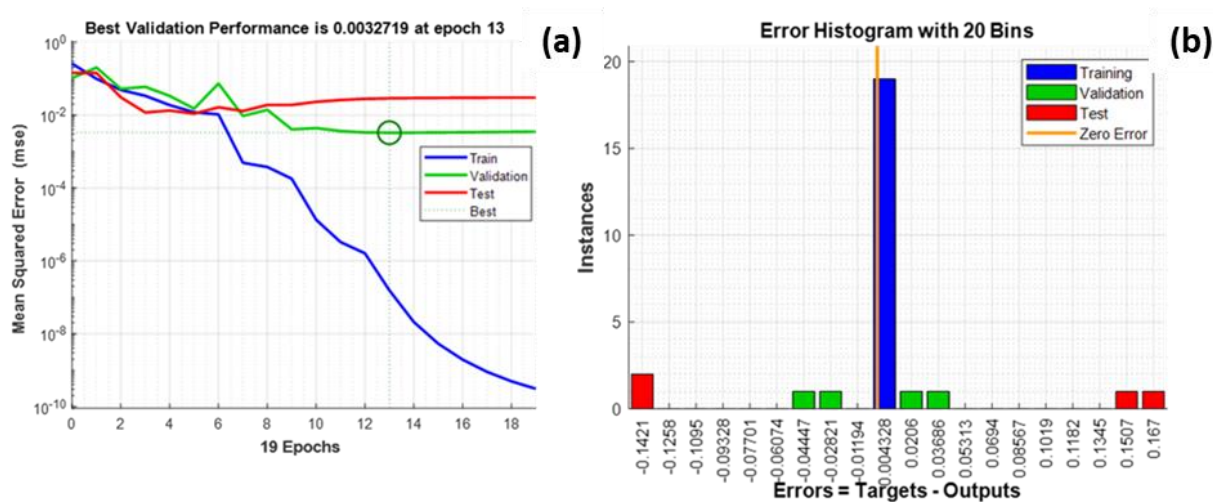 Best Validation Performance is 0.0032719 at epoch 13
(a)
Mean Squared Error (mse)
10^0
10^-2
10^-4
10^-6
10^-8
10^-10
Train
Validation
Test
Best
0 2 4 6 8 10 12 14 16 18
19 Epochs
Error Histogram with 20 Bins
(b)
Instances
20
15
10
5
0
Training
Validation
Test
Zero Error
-0.1421
-0.1258
-0.1095
-0.09328
-0.07701
-0.06074
-0.04447
-0.02821
-0.01194
0.004328
0.0206
0.03686
0.05313
0.0694
0.08567
0.1019
0.1182
0.1345
0.1507
0.167
Errors = Targets - Outputs